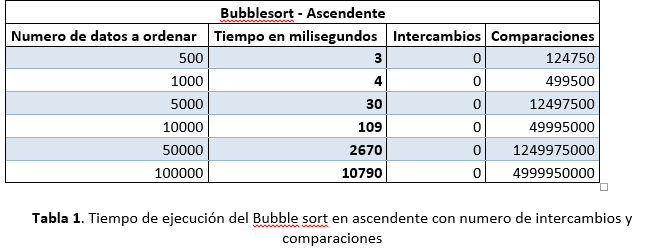 Bubblesort - Ascendente
Numero de datos a ordenar Tiempo en milisegundos Intercambios Comparaciones
500 3 0 124750
1000 4 0 499500
5000 30 0 12497500
10000 109 0 49995000
50000 2670 0 1249975000
100000 10790 0 4999950000
Tabla 1. Tiempo de ejecución del Bubble sort en ascendente con numero de intercambios y
comparaciones